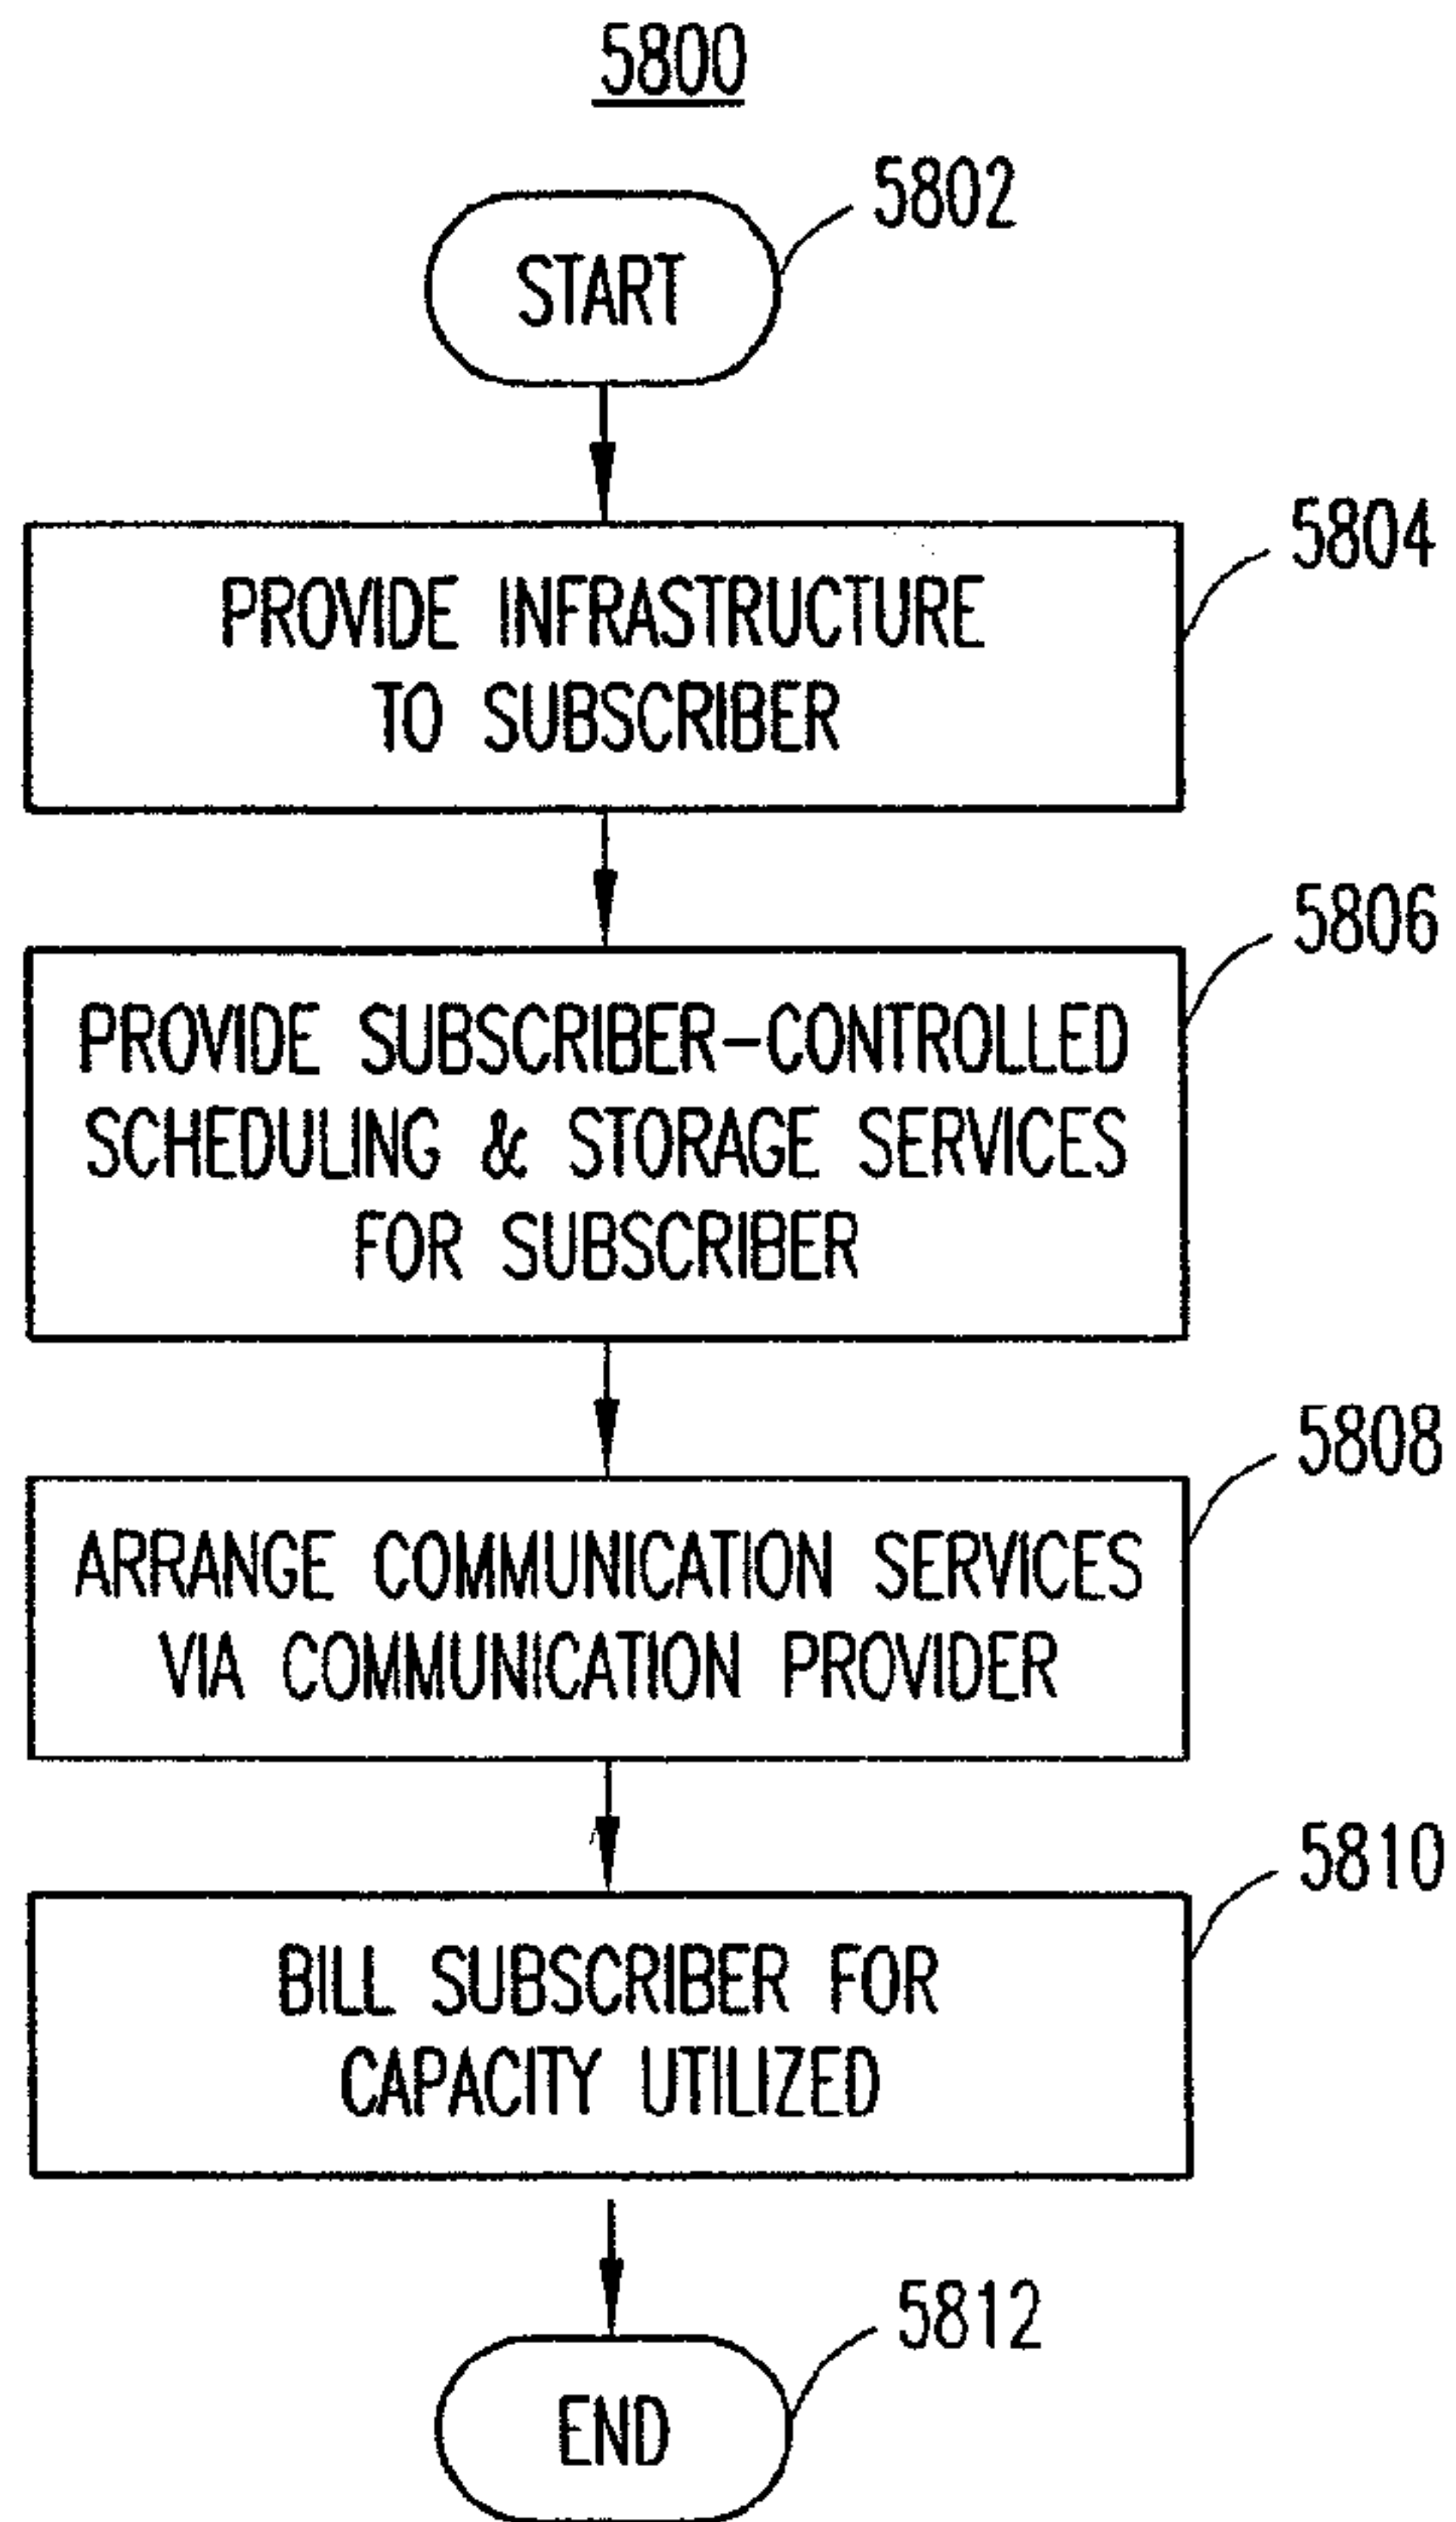 5800
5802
START
5804
PROVIDE INFRASTRUCTURE
TO SUBSCRIBER
5806
PROVIDE SUBSCRIBER-CONTROLLED
SCHEDULING & STORAGE SERVICES
FOR SUBSCRIBER
5808
ARRANGE COMMUNICATION SERVICES
VIA COMMUNICATION PROVIDER
5810
BILL SUBSCRIBER FOR
CAPACITY UTILIZED
5812
END